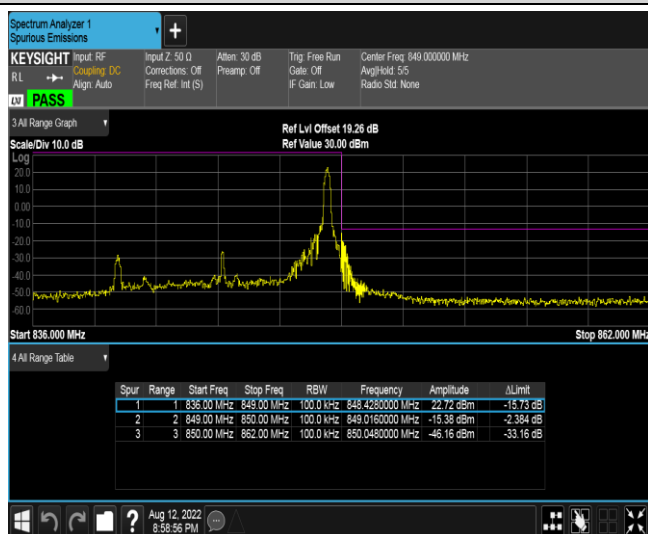 Spectrum Analyzer 1
Spurious Emissions
+
KEYSIGHT Input: RF Input Z: 50 Ω Atten: 30 dB Trig: Free Run Center Freq: 849.000000 MHz
RL Coupling: DC Corrections: Off Preamp: Off Gate: Off Avg|Hold: 5/5
Align: Auto Freq Ref: Int (S) IF Gain: Low Radio Std: None
LXI PASS
3 All Range Graph
Ref Lvl Offset 19.26 dB
Scale/Div 10.0 dB Ref Value 30.00 dBm
Log
20.0
10.0
0.00
-10.0
-20.0
-30.0
-40.0
-50.0
-60.0
Start 836.000 MHz Stop 862.000 MHz
4 All Range Table
Spur Range Start Freq Stop Freq RBW Frequency Amplitude ΔLimit
1 1 836.00 MHz 849.00 MHz 100.0 kHz 848.4280000 MHz 22.72 dBm -15.73 dB
2 2 849.00 MHz 850.00 MHz 100.0 kHz 849.0160000 MHz -15.38 dBm -2.384 dB
3 3 850.00 MHz 862.00 MHz 100.0 kHz 850.0480000 MHz -46.16 dBm -33.16 dB
? Aug 12, 2022
8:58:56 PM